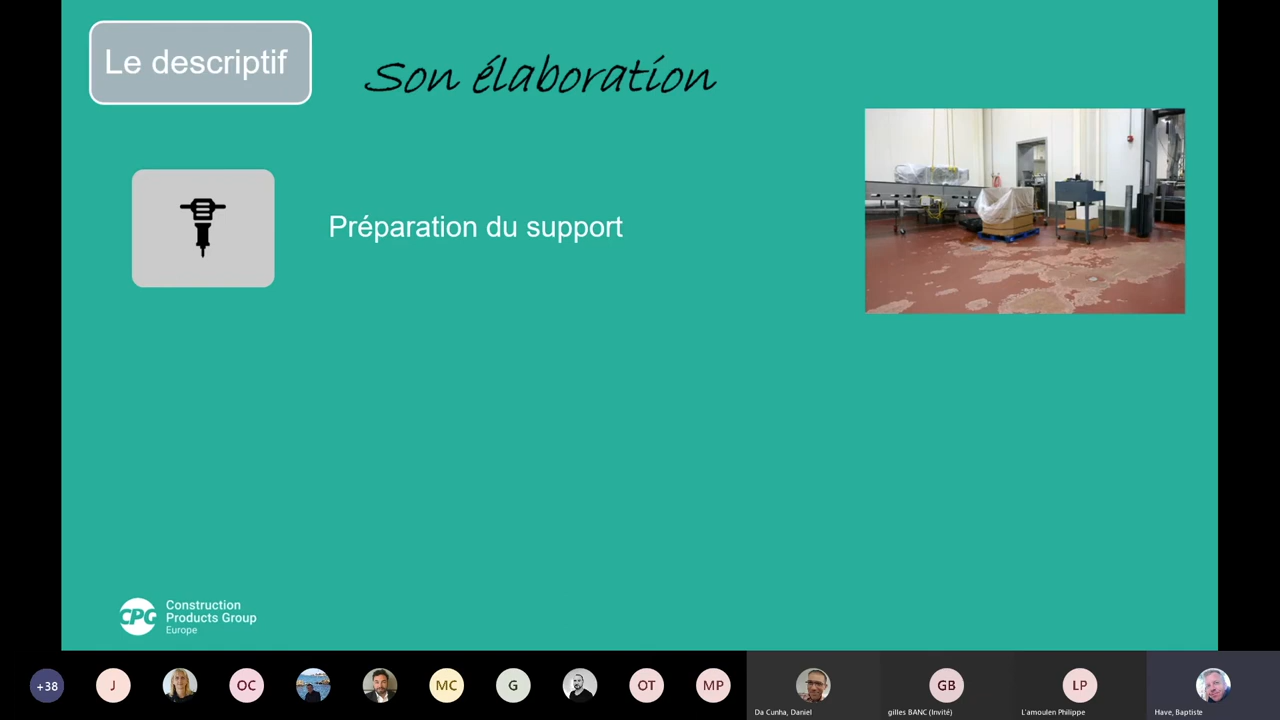 Le descriptif
Son élaboration
Préparation du support
CPG
Construction
Products Group
Europe
+38
J
OC
MC
G
OT
MP
GB
LP
Da Cunha, Daniel
gilles BANC (Invité)
L'amoulen Philippe
Have, Baptiste